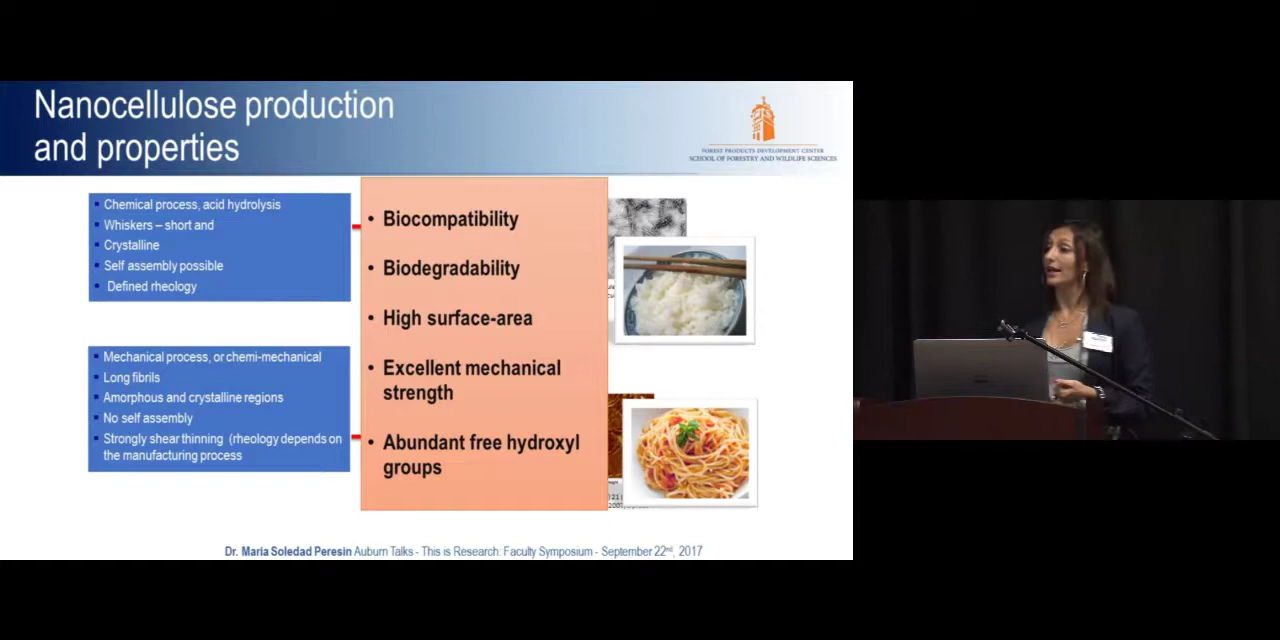 Nanocellulose production
and properties
FOREST PRODUCTS DEVELOPMENT CENTER
SCHOOL OF FORESTRY AND WILDLIFE SCIENCES
Chemical process, acid hydrolysis
Whiskers – short and
Crystalline
Self assembly possible
Defined rheology
Mechanical process, or chemi-mechanical
Long fibrils
Amorphous and crystalline regions
No self assembly
Strongly shear thinning (rheology depends on
the manufacturing process
• Biocompatibility
• Biodegradability
• High surface-area
• Excellent mechanical
strength
• Abundant free hydroxyl
groups
Dr. Maria Soledad Peresin Auburn Talks - This is Research: Faculty Symposium - September 22nd, 2017